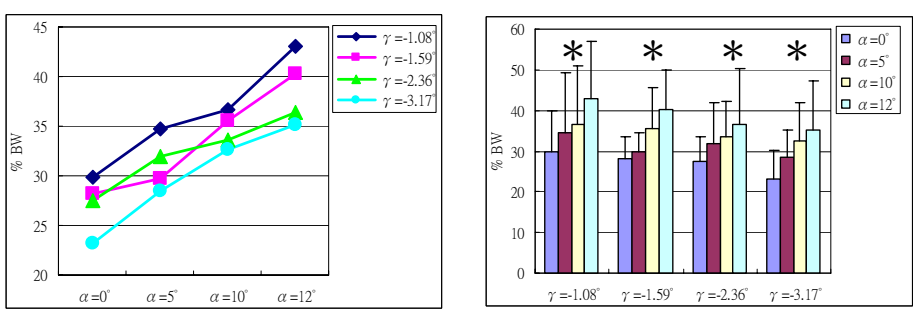 45
40
35
30
25
20
% BW
α=0°
α=5°
α=10°
α=12°
γ=-1.08°
γ=-1.59°
γ=-2.36°
γ=-3.17°
60
50
40
30
20
10
0
% BW
* * * *
γ=-1.08°
γ=-1.59°
γ=-2.36°
γ=-3.17°
α=0°
α=5°
α=10°
α=12°